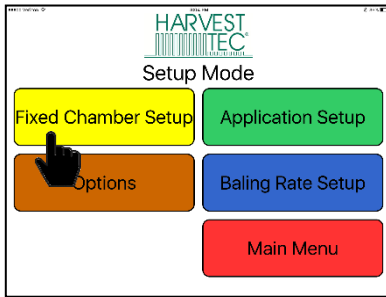 HARVEST
TEC
Setup Mode
Fixed Chamber Setup
Application Setup
Options
Baling Rate Setup
Main Menu